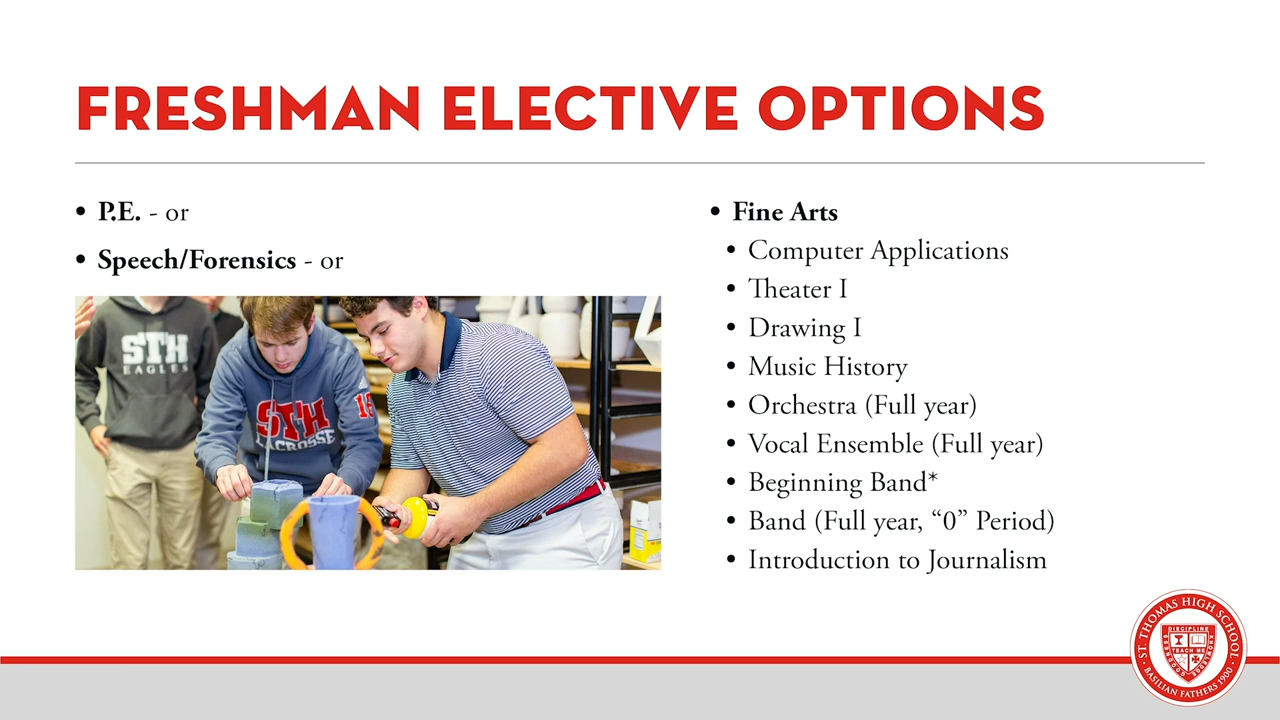 FRESHMAN ELECTIVE OPTIONS
• P.E. - or
• Speech/Forensics - or
STH
EAGLES
STH
LACROSSE
15
• Fine Arts
• Computer Applications
• Theater I
• Drawing I
• Music History
• Orchestra (Full year)
• Vocal Ensemble (Full year)
• Beginning Band*
• Band (Full year, “0” Period)
• Introduction to Journalism
ST. THOMAS HIGH SCHOOL
DISCIPLINE
TEACH ME
BASILIAN FATHERS 1900